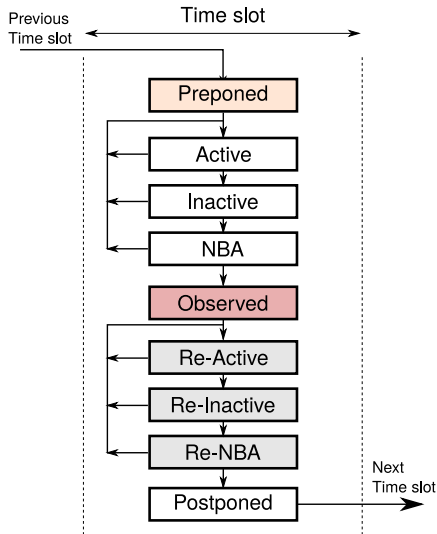 Previous
Time slot
Time slot
Preponed
Active
Inactive
NBA
Observed
Re-Active
Re-Inactive
Re-NBA
Postponed
Next
Time slot